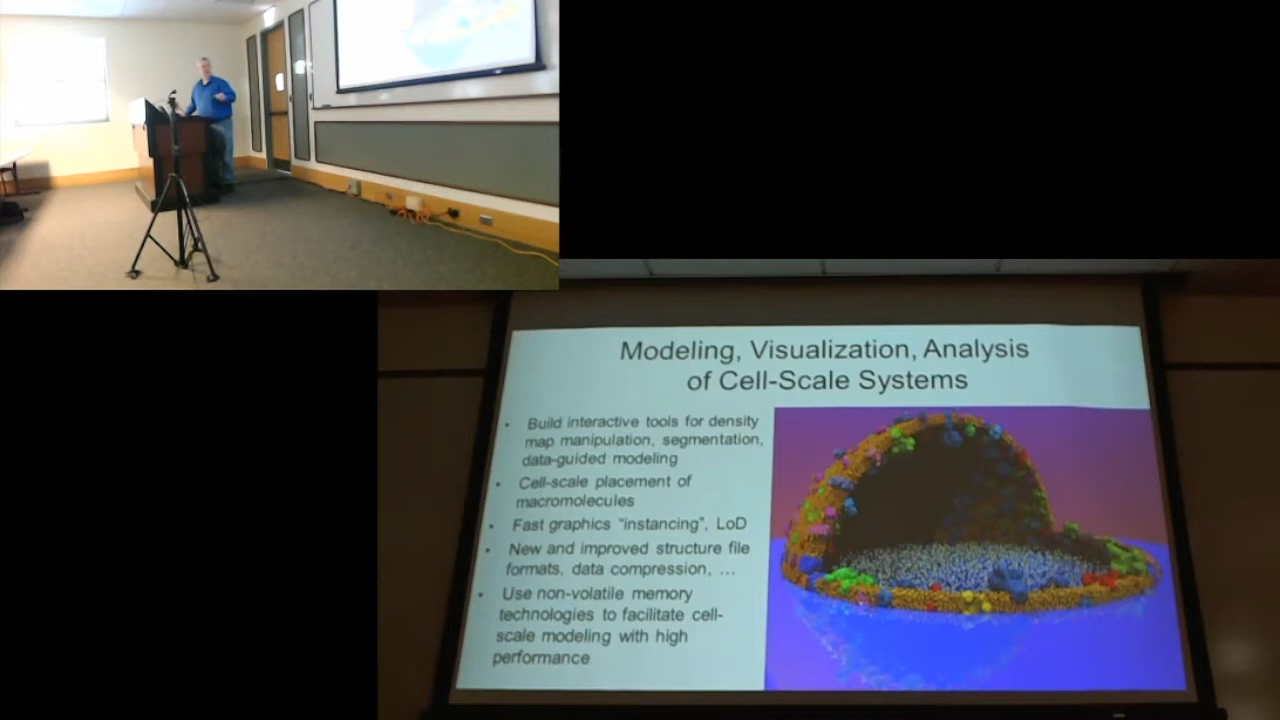 Modeling, Visualization, Analysis
of Cell-Scale Systems
• Build interactive tools for density
map manipulation, segmentation,
data-guided modeling
• Cell-scale placement of
macromolecules
• Fast graphics “instancing”, LoD
• New and improved structure file
formats, data compression, …
• Use non-volatile memory
technologies to facilitate cell-
scale modeling with high
performance